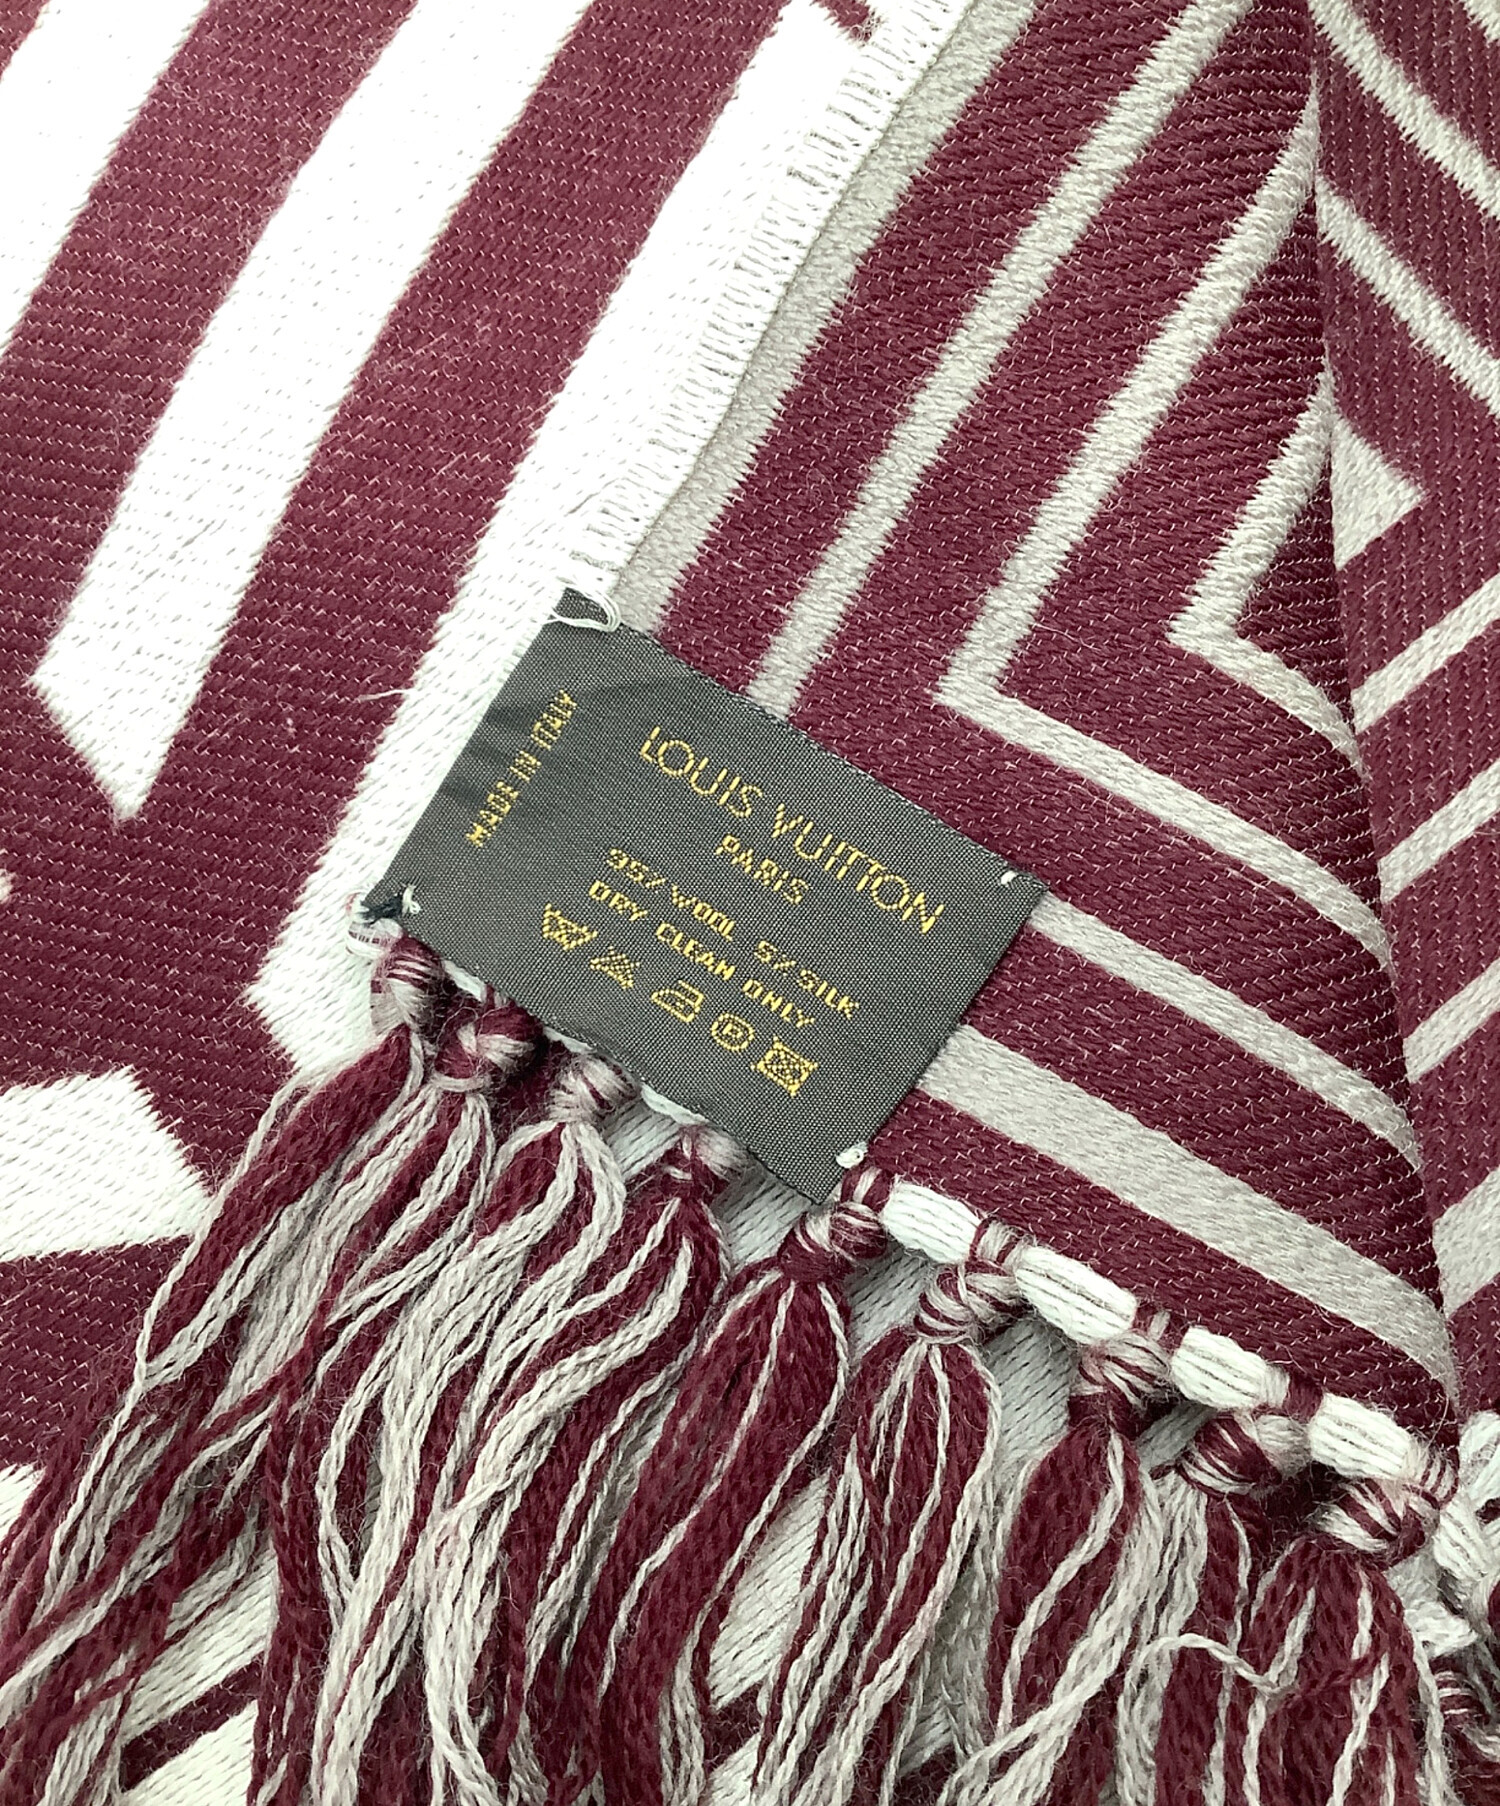 LOUIS VUITTON
PARIS
95% WOOL 5% SILK
DRY CLEAN ONLY
P
MADE IN ITALY